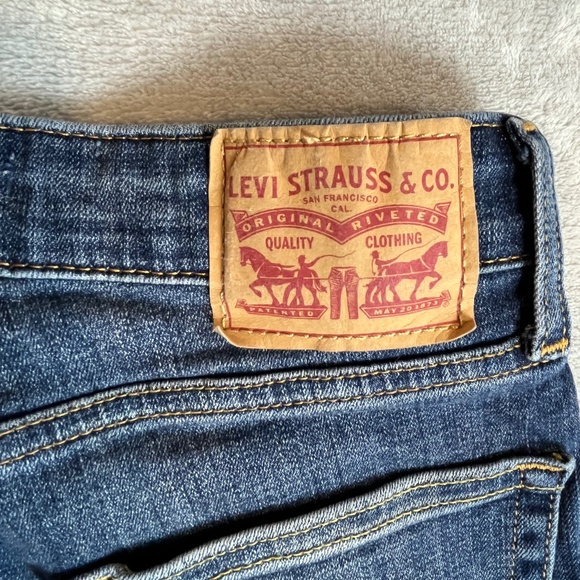 LEVI STRAUSS & CO.
SAN FRANCISCO
CAL.
ORIGINAL RIVETED
QUALITY CLOTHING
PATENTED MAY 20 1873